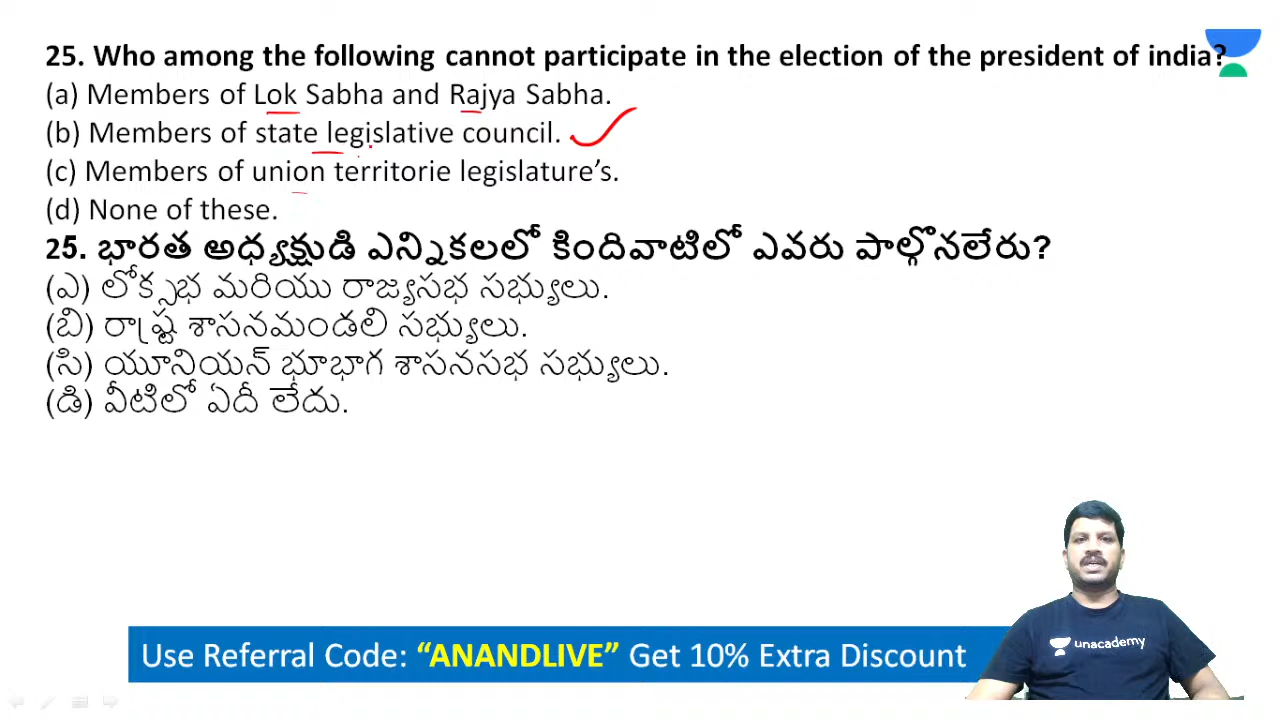 25. Who among the following cannot participate in the election of the president of india?
(a) Members of Lok Sabha and Rajya Sabha.
(b) Members of state legislative council.
(c) Members of union territorie legislature's.
(d) None of these.
25. భారత అధ్యక్షుడి ఎన్నికలలో కిందివాటిలో ఎవరు పాల్గొనలేరు?
(ఎ) లోక్సభ మరియు రాజ్యసభ సభ్యులు.
(బి) రాష్ట్ర శాసనమండలి సభ్యులు.
(సి) యూనియన్ భూభాగ శాసనసభ సభ్యులు.
(డి) వీటిలో ఏదీ లేదు.
unacademy
Use Referral Code: “ANANDLIVE” Get 10% Extra Discount